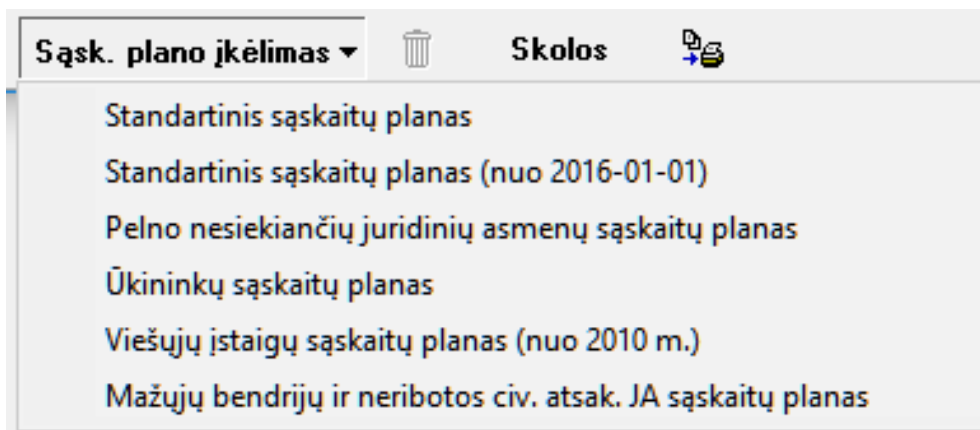 Sąsk. plano įkėlimas Skolos
Standartinis sąskaitų planas
Standartinis sąskaitų planas (nuo 2016-01-01)
Pelno nesiekiančių juridinių asmenų sąskaitų planas
Ūkininkų sąskaitų planas
Viešųjų įstaigų sąskaitų planas (nuo 2010 m.)
Mažųjų bendrijų ir neribotos civ. atsak. JA sąskaitų planas